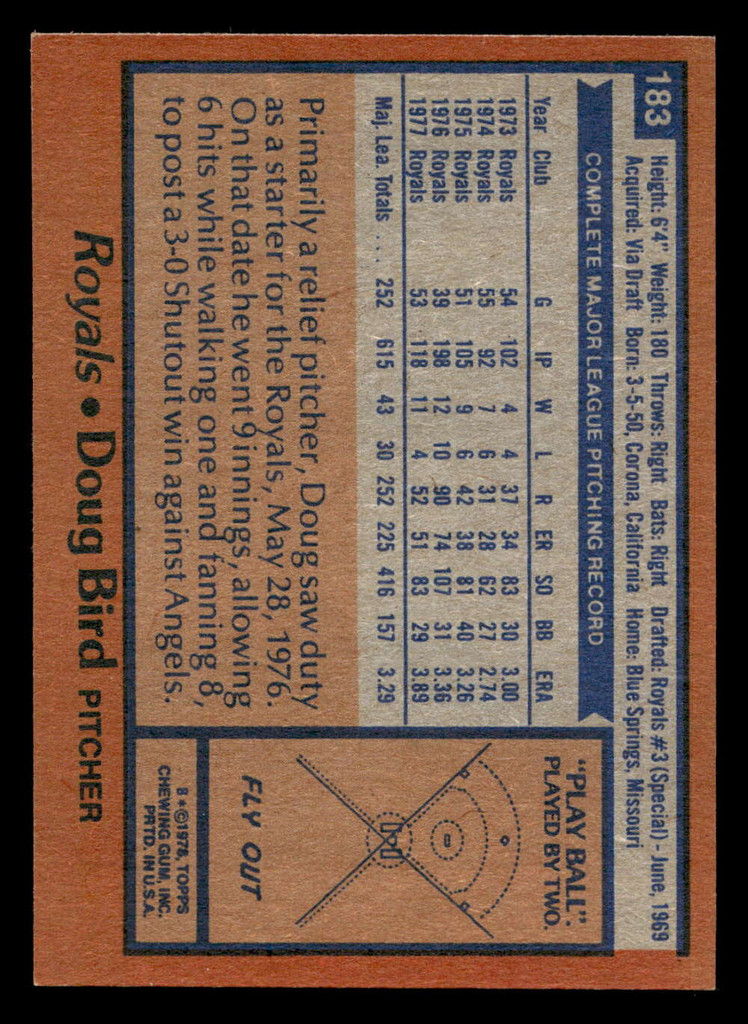 183
Height: 6'4" Weight: 180 Throws: Right Bats: Right Drafted: Royals #3 (Special) - June, 1969
Acquired: Via Draft Born: 3-5-50, Corona, California Home: Blue Springs, Missouri
COMPLETE MAJOR LEAGUE PITCHING RECORD
Year Club G IP W L R ER SO BB ERA
1973 Royals 54 102 4 4 37 34 83 30 3.00
1974 Royals 55 92 7 6 31 28 62 27 2.74
1975 Royals 51 105 9 6 42 38 81 40 3.26
1976 Royals 39 198 12 10 90 74 107 31 3.36
1977 Royals 53 118 11 4 52 51 83 29 3.89
Maj. Lea. Totals ... 252 615 43 30 252 225 416 157 3.29
Primarily a relief pitcher, Doug saw duty
as a starter for the Royals, May 28, 1976.
On that date he went 9 innings, allowing
6 hits while walking one and fanning 8,
to post a 3-0 Shutout win against Angels.
"PLAY BALL".
PLAYED BY TWO.
FLY OUT
Royals • Doug Bird PITCHER
B*©1978, TOPPS
CHEWING GUM, INC.
PRTD. IN U.S.A.